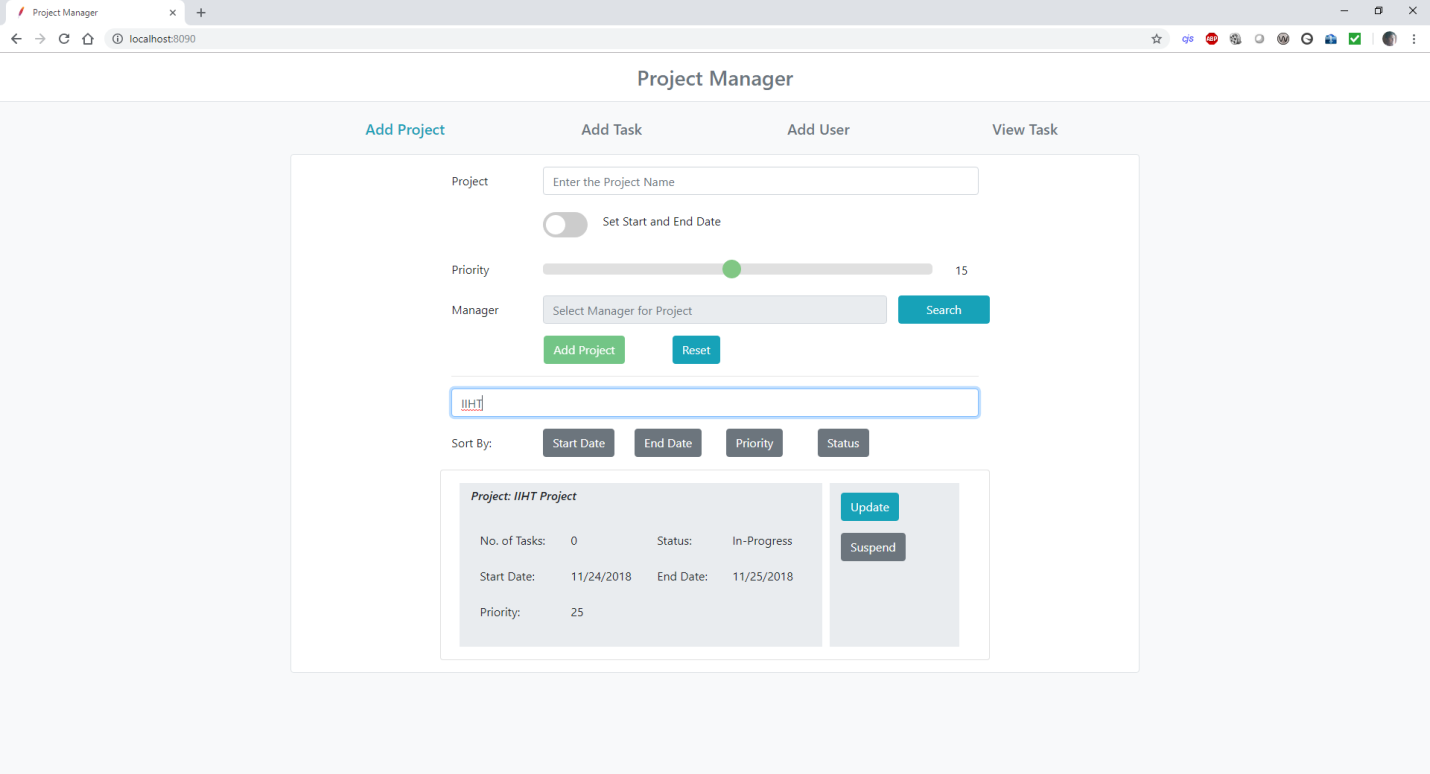 Project Manager
localhost:8090
cjs
ABP
Project Manager
Add Project Add Task Add User View Task
Project Enter the Project Name
Set Start and End Date
Priority 15
Manager Select Manager for Project Search
Add Project Reset
IIHT
Sort By: Start Date End Date Priority Status
Project: IIHT Project
Update
No. of Tasks: 0 Status: In-Progress
Suspend
Start Date: 11/24/2018 End Date: 11/25/2018
Priority: 25